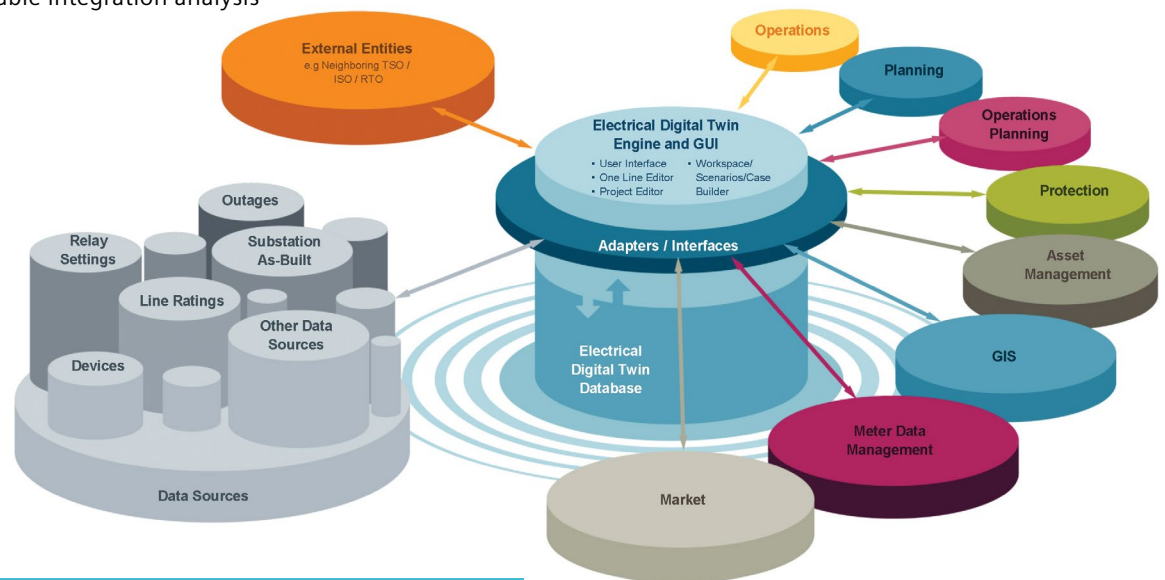 External Entities
e.g Neighboring TSO /
ISO / RTO
Operations
Planning
Operations
Planning
Protection
Asset
Management
GIS
Meter Data
Management
Market
Electrical Digital Twin
Engine and GUI
• User Interface
• One Line Editor
• Project Editor
• Workspace/
Scenarios/Case
Builder
Adapters / Interfaces
Electrical
Digital Twin
Database
Outages
Relay
Settings
Substation
As-Built
Line Ratings
Other Data
Sources
Devices
Data Sources
integration analysis